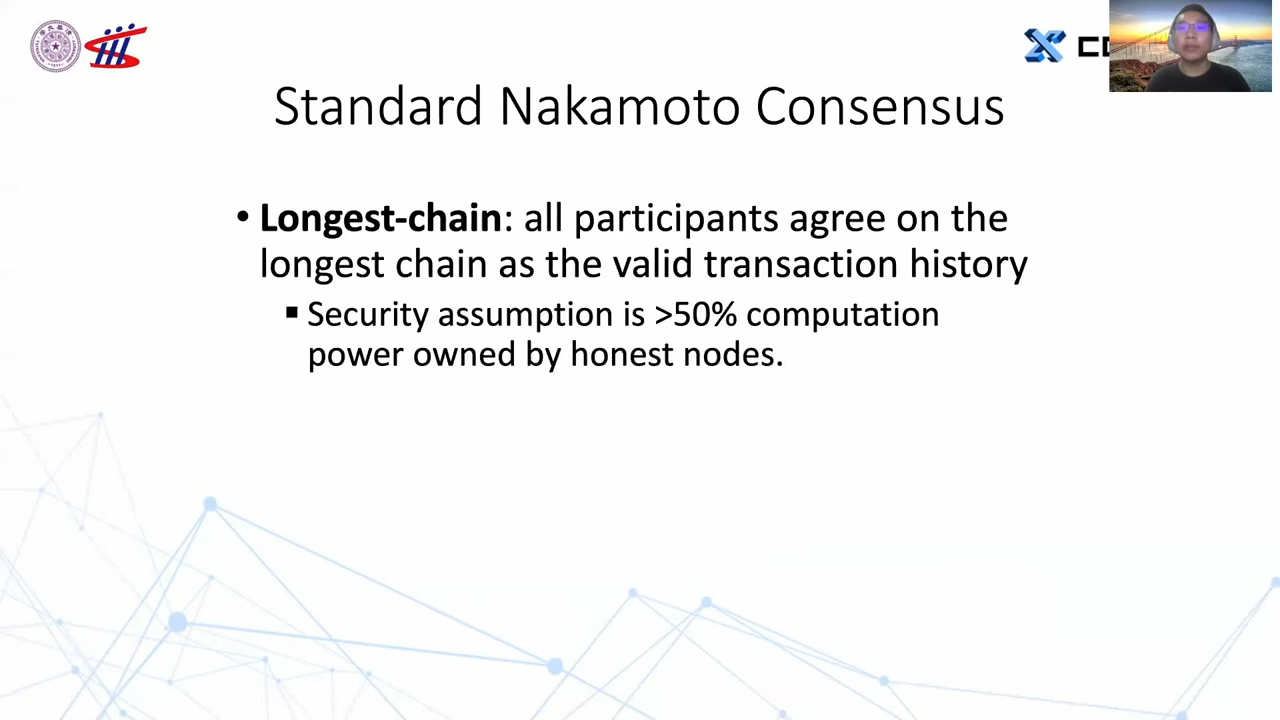 Standard Nakamoto Consensus
• Longest-chain: all participants agree on the
longest chain as the valid transaction history
▪ Security assumption is >50% computation
power owned by honest nodes.